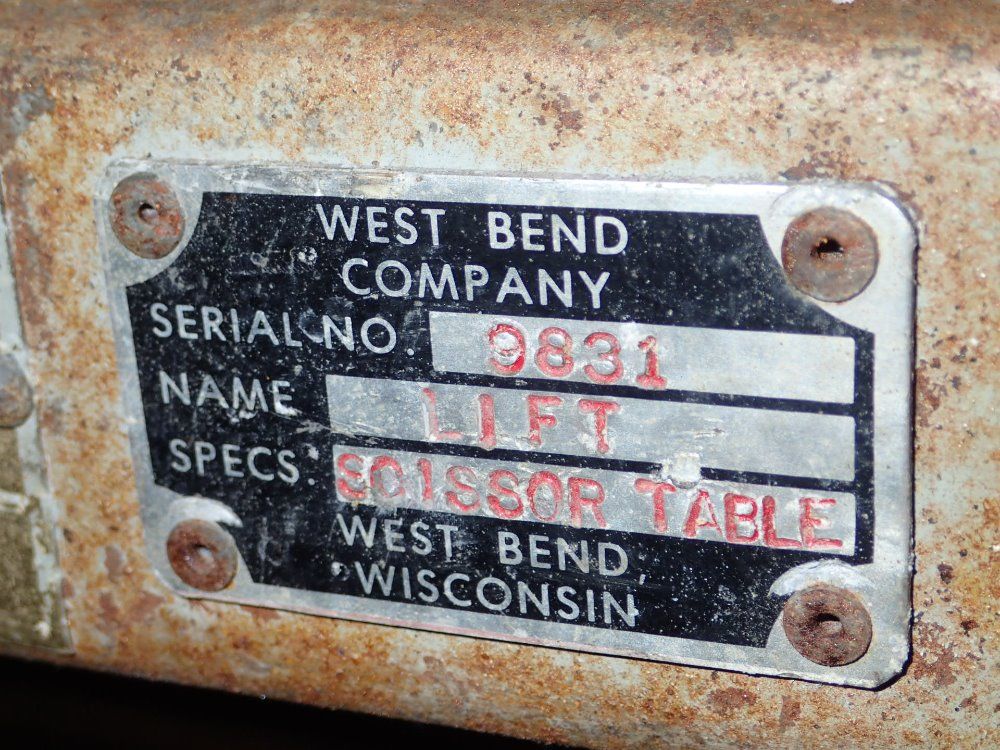 WEST BEND
COMPANY
SERIAL NO. 9831
NAME LIFT
SPECS. SCISSOR TABLE
WEST BEND,
WISCONSIN